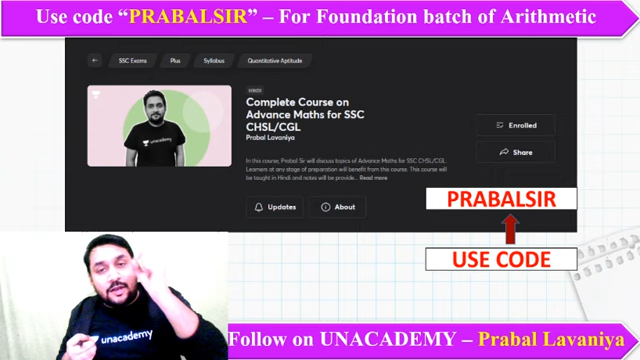 Use code “PRABALSIR” – For Foundation batch of Arithmetic
SSC Exams
Plus
Syllabus
Quantitative Aptitude
HINDI
Complete Course on
Advance Maths for SSC
CHSL/CGL
Prabal Lavaniya
In this course, Prabal Sir will discuss topics of Advance Maths for SSC CHSL/CGL.
Learners at any stage of preparation will benefit from this course. This course
will be taught in Hindi and notes will be provide... Read more
Enrolled
Share
Updates
About
unacademy
PRABALSIR
USE CODE
unacademy
Follow on UNACADEMY – Prabal Lavaniya